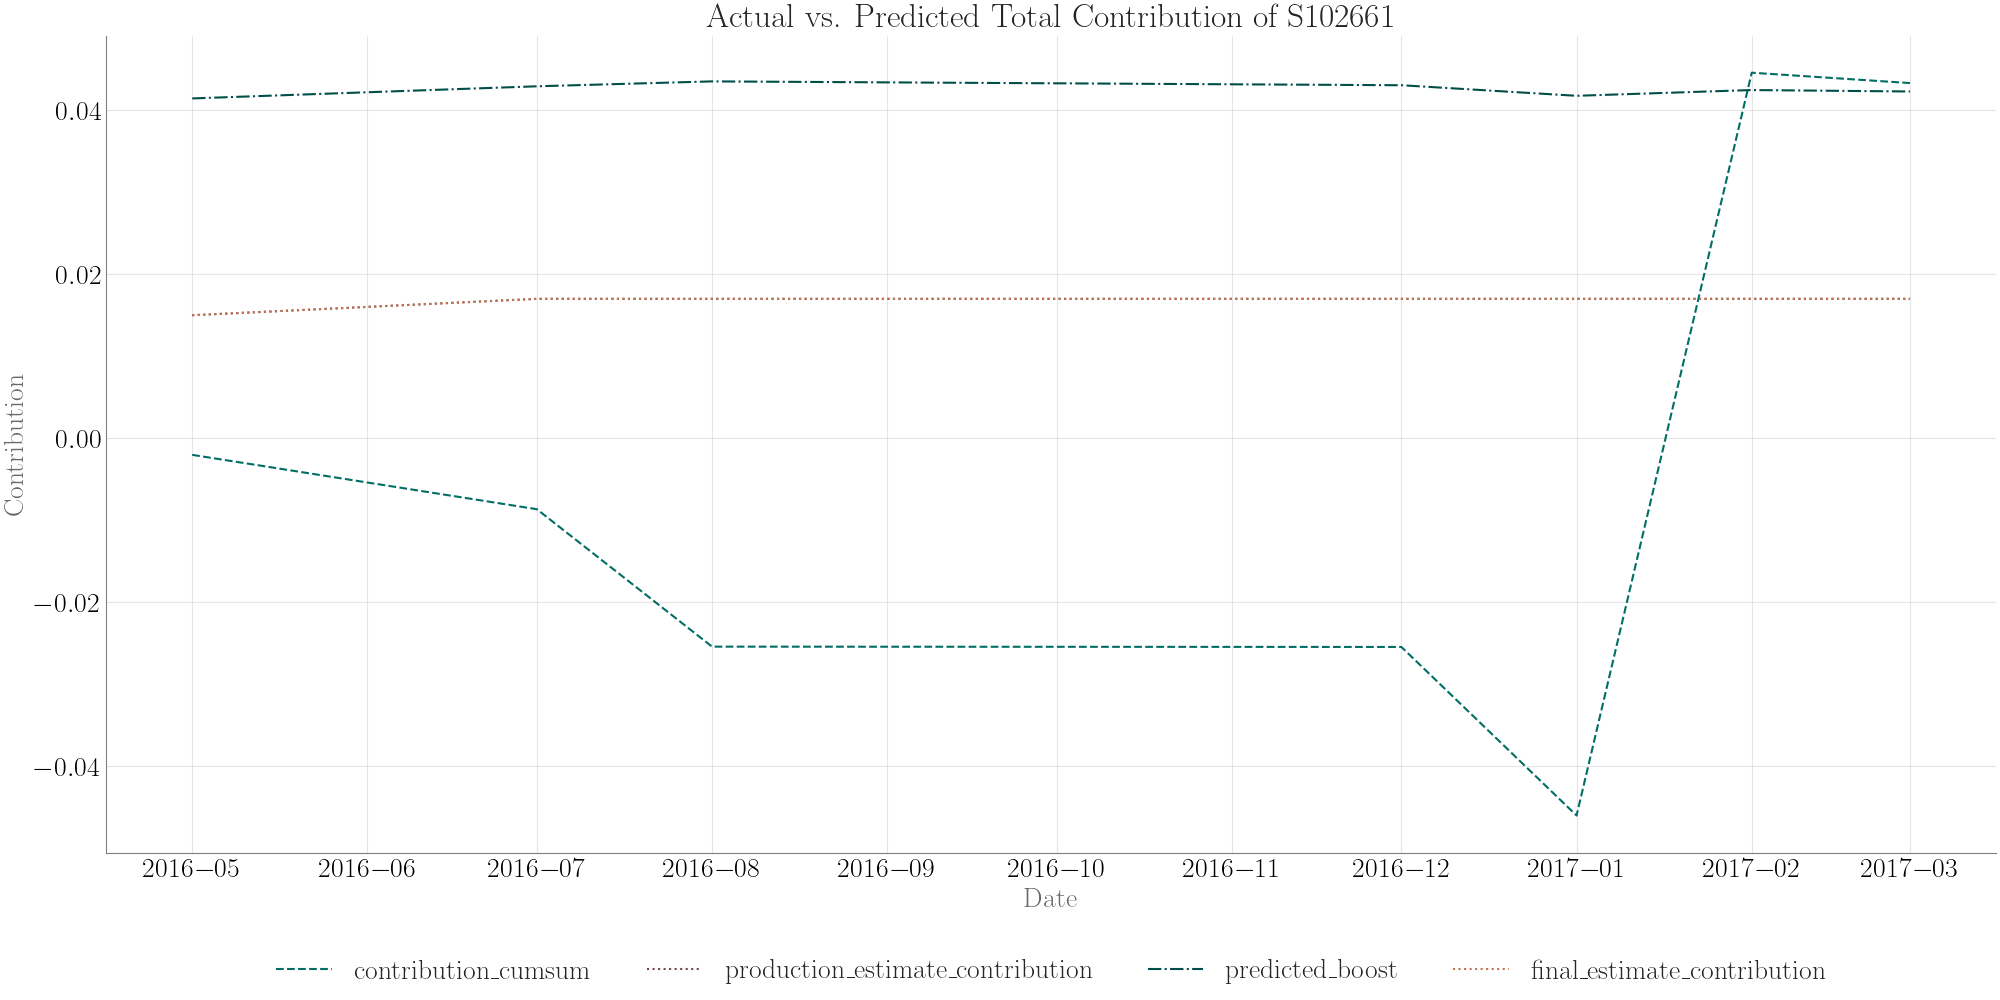 Actual vs. Predicted Total Contribution of S102661
Contribution
0.04
0.02
0.00
−0.02
−0.04
2016−05 2016−06 2016−07 2016−08 2016−09 2016−10 2016−11 2016−12 2017−01 2017−02 2017−03
Date
contribution_cumsum production_estimate_contribution predicted_boost final_estimate_contribution